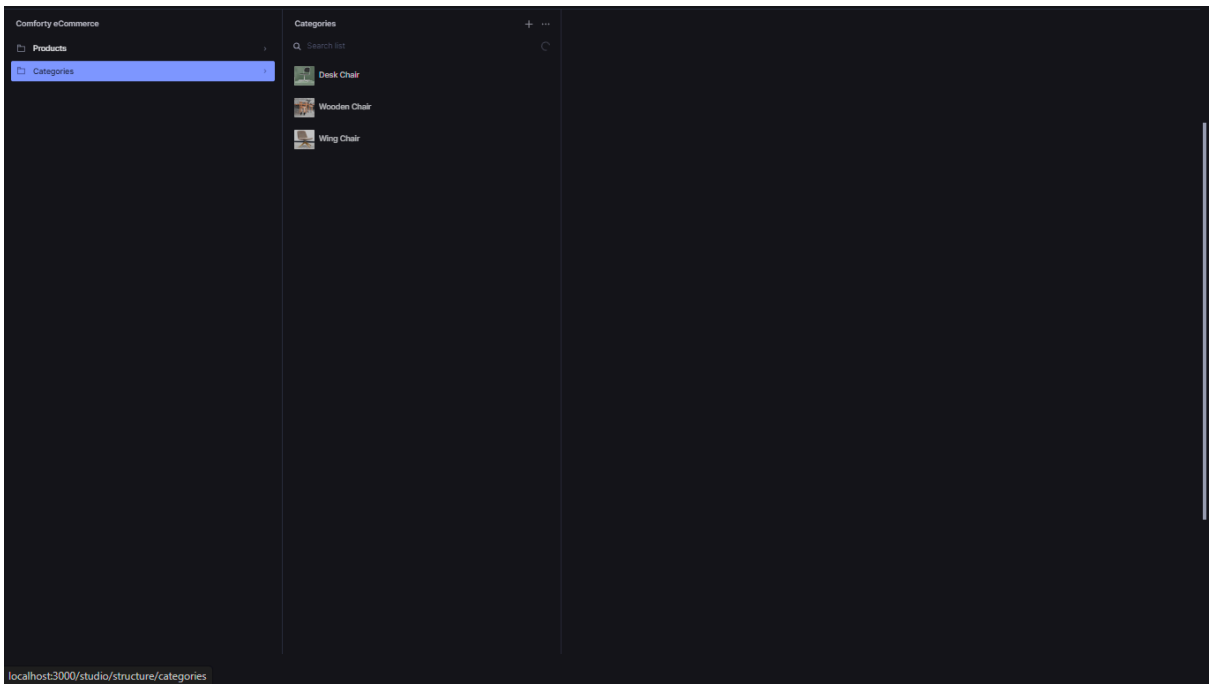 Comforty eCommerce
Products
Categories
Categories
Search list
Desk Chair
Wooden Chair
Wing Chair
localhost:3000/studio/structure/categories